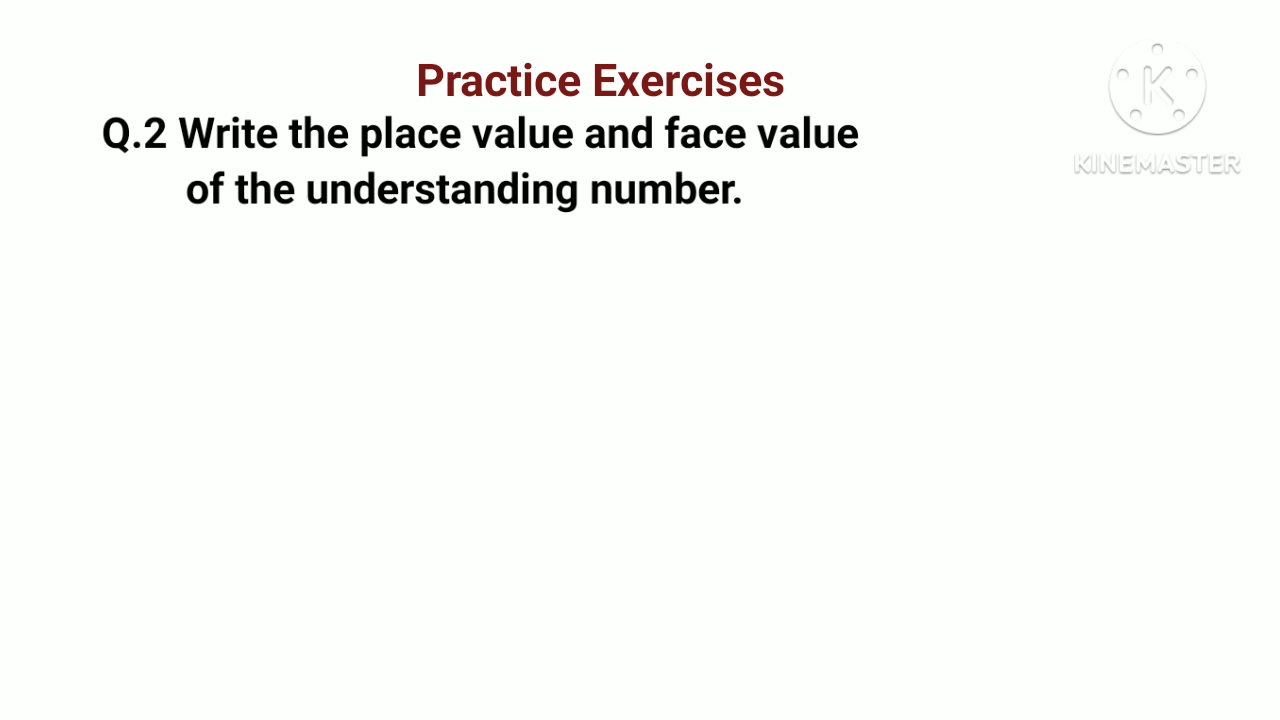 Practice Exercises
Q.2 Write the place value and face value
of the understanding number.
K
KINEMASTER